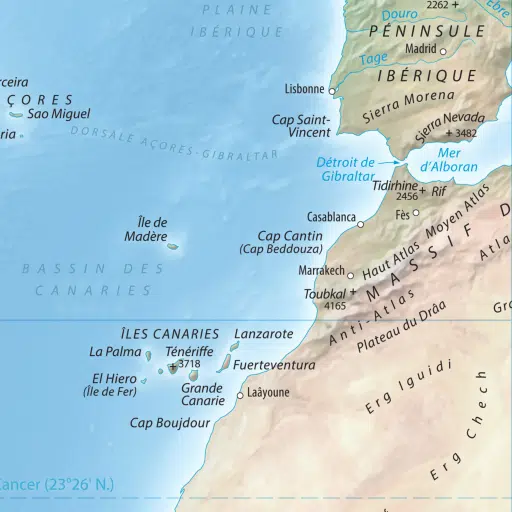 PLAINE
IBÉRIQUE
2262
Douro
Ebre
PÉNINSULE
Madrid
Tage
IBÉRIQUE
Lisbonne
Sierra Morena
Cap Saint-
Vincent
Sierra Nevada
3482
rceira
ÇORES
Sao Miguel
ria
DORSALE AÇORES-GIBRALTAR
Détroit de
Gibraltar
Mer
d'Alboran
Tidirhine
2456
Rif
Fès
Casablanca
Moyen Atlas
Île de
Madère
Cap Cantin
(Cap Beddouza)
BASSIN DES
CANARIES
Marrakech
Haut Atlas
MASSIF D
Atla
Toubkal
4165
Anti-Atlas
Plateau du Drâa
Gr
ÎLES CANARIES
Lanzarote
La Palma
Ténériffe
3718
Fuerteventura
El Hiero
(Île de Fer)
Grande
Canarie
Laâyoune
Cap Boujdour
Erg Iguidi
Erg Chech
Cancer (23°26' N.)